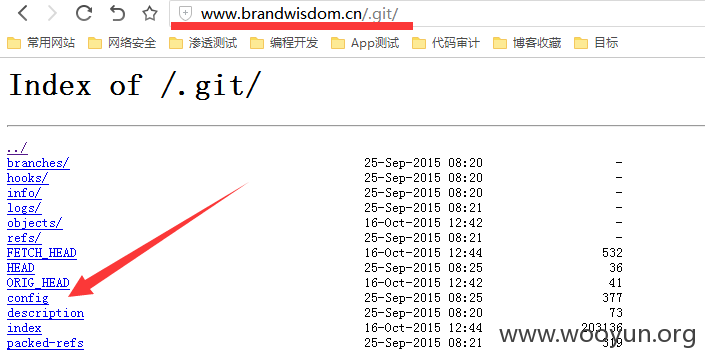 www.brandwisdom.cn/.git/
常用网站 网络安全 渗透测试 编程开发 App测试 代码审计 博客收藏 目标
Index of /.git/
../
branches/ 25-Sep-2015 08:20 -
hooks/ 25-Sep-2015 08:20 -
info/ 25-Sep-2015 08:20 -
logs/ 25-Sep-2015 08:21 -
objects/ 16-Oct-2015 12:42 -
refs/ 25-Sep-2015 08:21 -
FETCH_HEAD 16-Oct-2015 12:44 532
HEAD 25-Sep-2015 08:25 36
ORIG_HEAD 16-Oct-2015 12:42 41
config 25-Sep-2015 08:25 377
description 25-Sep-2015 08:20 73
index 16-Oct-2015 12:44 203136
packed-refs 25-Sep-2015 08:21 319
www.wooyun.org